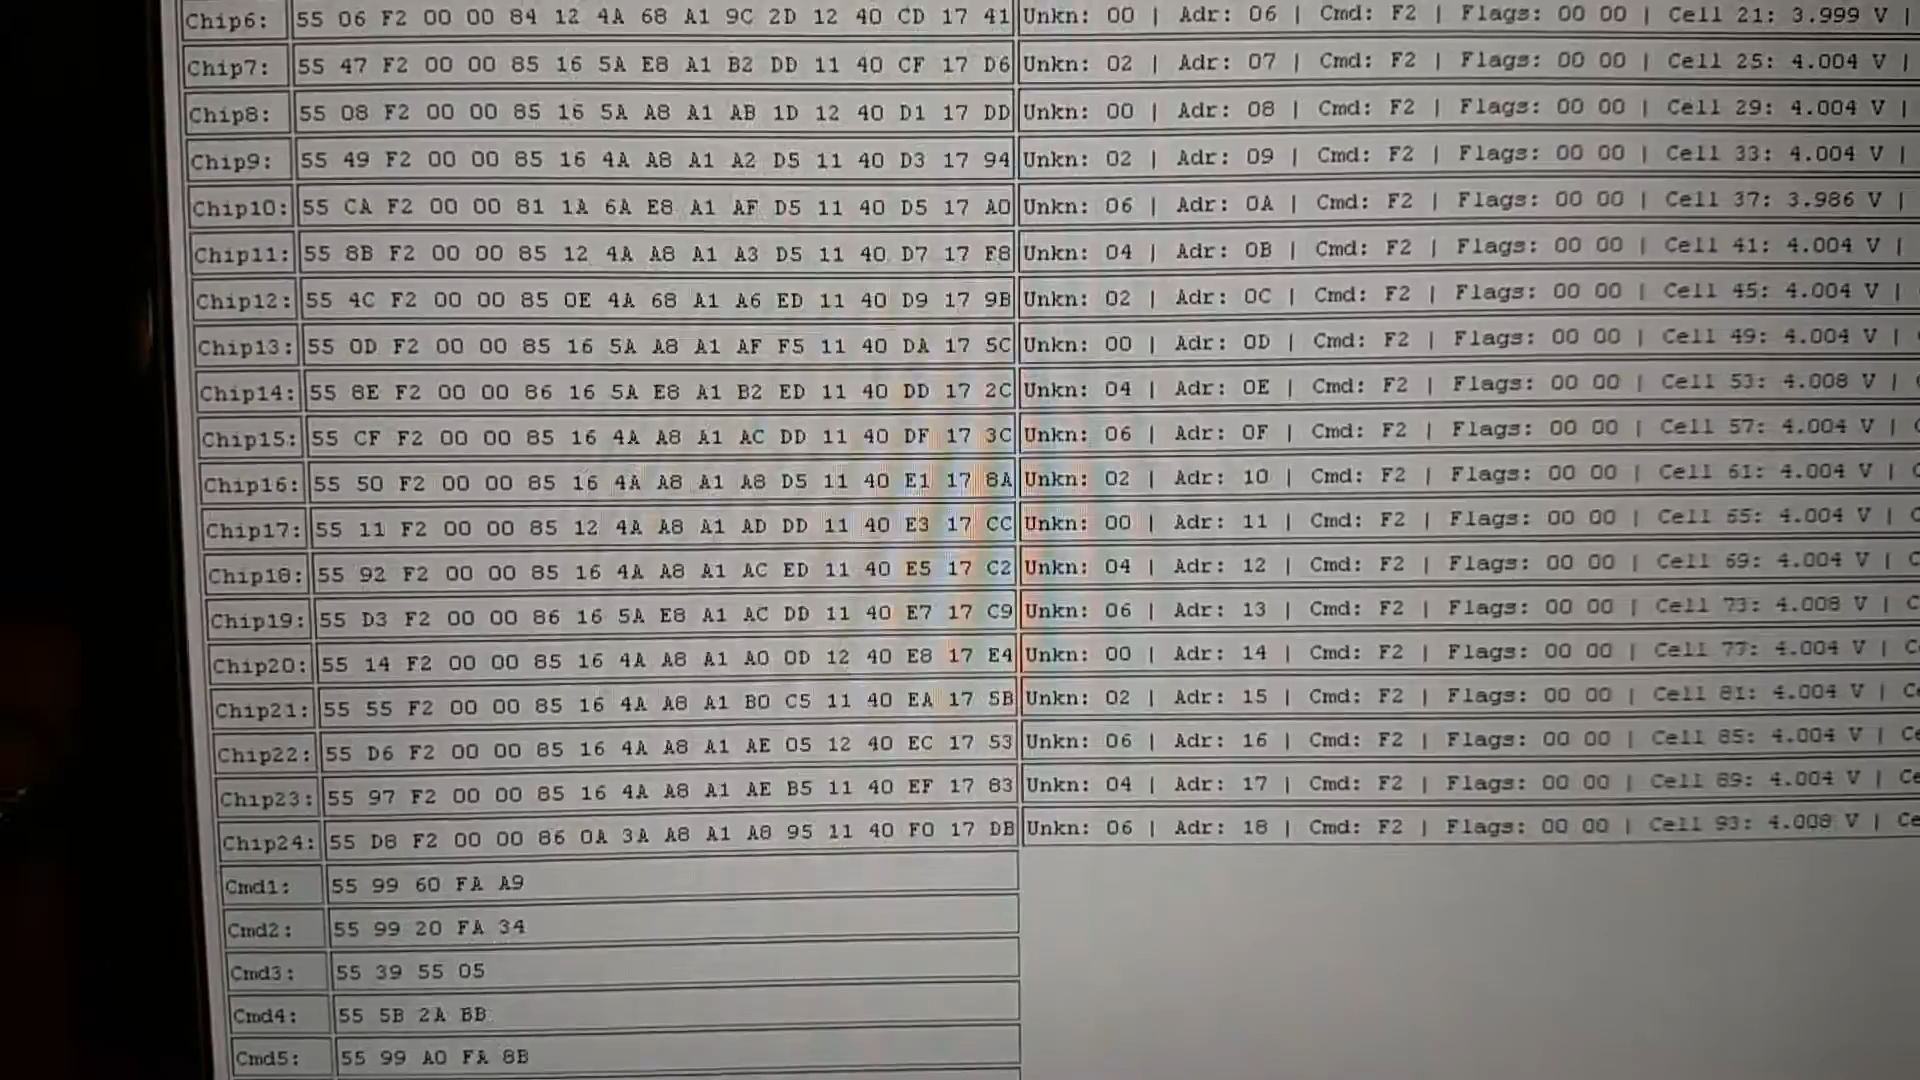 Chip6: 55 06 F2 00 00 84 12 4A 68 A1 9C 2D 12 40 CD 17 41 Unkn: 00 | Adr: 06 | Cmd: F2 | Flags: 00 00 | Cell 21: 3.999 V |
Chip7: 55 47 F2 00 00 85 16 5A E8 A1 B2 DD 11 40 CF 17 D6 Unkn: 02 | Adr: 07 | Cmd: F2 | Flags: 00 00 | Cell 25: 4.004 V |
Chip8: 55 08 F2 00 00 85 16 5A A8 A1 AB 1D 12 40 D1 17 DD Unkn: 00 | Adr: 08 | Cmd: F2 | Flags: 00 00 | Cell 29: 4.004 V |
Chip9: 55 49 F2 00 00 85 16 4A A8 A1 A2 D5 11 40 D3 17 94 Unkn: 02 | Adr: 09 | Cmd: F2 | Flags: 00 00 | Cell 33: 4.004 V |
Chip10: 55 CA F2 00 00 81 1A 6A E8 A1 AF D5 11 40 D5 17 A0 Unkn: 06 | Adr: 0A | Cmd: F2 | Flags: 00 00 | Cell 37: 3.986 V |
Chip11: 55 8B F2 00 00 85 12 4A A8 A1 A3 D5 11 40 D7 17 F8 Unkn: 04 | Adr: 0B | Cmd: F2 | Flags: 00 00 | Cell 41: 4.004 V |
Chip12: 55 4C F2 00 00 85 0E 4A 68 A1 A6 ED 11 40 D9 17 9B Unkn: 02 | Adr: 0C | Cmd: F2 | Flags: 00 00 | Cell 45: 4.004 V |
Chip13: 55 0D F2 00 00 85 16 5A A8 A1 AF F5 11 40 DA 17 5C Unkn: 00 | Adr: 0D | Cmd: F2 | Flags: 00 00 | Cell 49: 4.004 V |
Chip14: 55 8E F2 00 00 86 16 5A E8 A1 B2 ED 11 40 DD 17 2C Unkn: 04 | Adr: 0E | Cmd: F2 | Flags: 00 00 | Cell 53: 4.008 V |
Chip15: 55 CF F2 00 00 85 16 4A A8 A1 AC DD 11 40 DF 17 3C Unkn: 06 | Adr: 0F | Cmd: F2 | Flags: 00 00 | Cell 57: 4.004 V |
Chip16: 55 50 F2 00 00 85 16 4A A8 A1 A8 D5 11 40 E1 17 8A Unkn: 02 | Adr: 10 | Cmd: F2 | Flags: 00 00 | Cell 61: 4.004 V |
Chip17: 55 11 F2 00 00 85 12 4A A8 A1 AD DD 11 40 E3 17 CC Unkn: 00 | Adr: 11 | Cmd: F2 | Flags: 00 00 | Cell 65: 4.004 V |
Chip18: 55 92 F2 00 00 85 16 4A A8 A1 AC ED 11 40 E5 17 C2 Unkn: 04 | Adr: 12 | Cmd: F2 | Flags: 00 00 | Cell 69: 4.004 V |
Chip19: 55 D3 F2 00 00 86 16 5A E8 A1 AC DD 11 40 E7 17 C9 Unkn: 06 | Adr: 13 | Cmd: F2 | Flags: 00 00 | Cell 73: 4.008 V |
Chip20: 55 14 F2 00 00 85 16 4A A8 A1 A0 0D 12 40 E8 17 E4 Unkn: 00 | Adr: 14 | Cmd: F2 | Flags: 00 00 | Cell 77: 4.004 V |
Chip21: 55 55 F2 00 00 85 16 4A A8 A1 B0 C5 11 40 EA 17 5B Unkn: 02 | Adr: 15 | Cmd: F2 | Flags: 00 00 | Cell 81: 4.004 V |
Chip22: 55 D6 F2 00 00 85 16 4A A8 A1 AE 05 12 40 EC 17 53 Unkn: 06 | Adr: 16 | Cmd: F2 | Flags: 00 00 | Cell 85: 4.004 V |
Chip23: 55 97 F2 00 00 85 16 4A A8 A1 AE B5 11 40 EF 17 83 Unkn: 04 | Adr: 17 | Cmd: F2 | Flags: 00 00 | Cell 89: 4.004 V |
Chip24: 55 D8 F2 00 00 86 0A 3A A8 A1 A8 95 11 40 F0 17 DB Unkn: 06 | Adr: 18 | Cmd: F2 | Flags: 00 00 | Cell 93: 4.008 V |
Cmd1: 55 99 60 FA A9
Cmd2: 55 99 20 FA 34
Cmd3: 55 39 55 05
Cmd4: 55 5B 2A BB
Cmd5: 55 99 A0 FA 8B